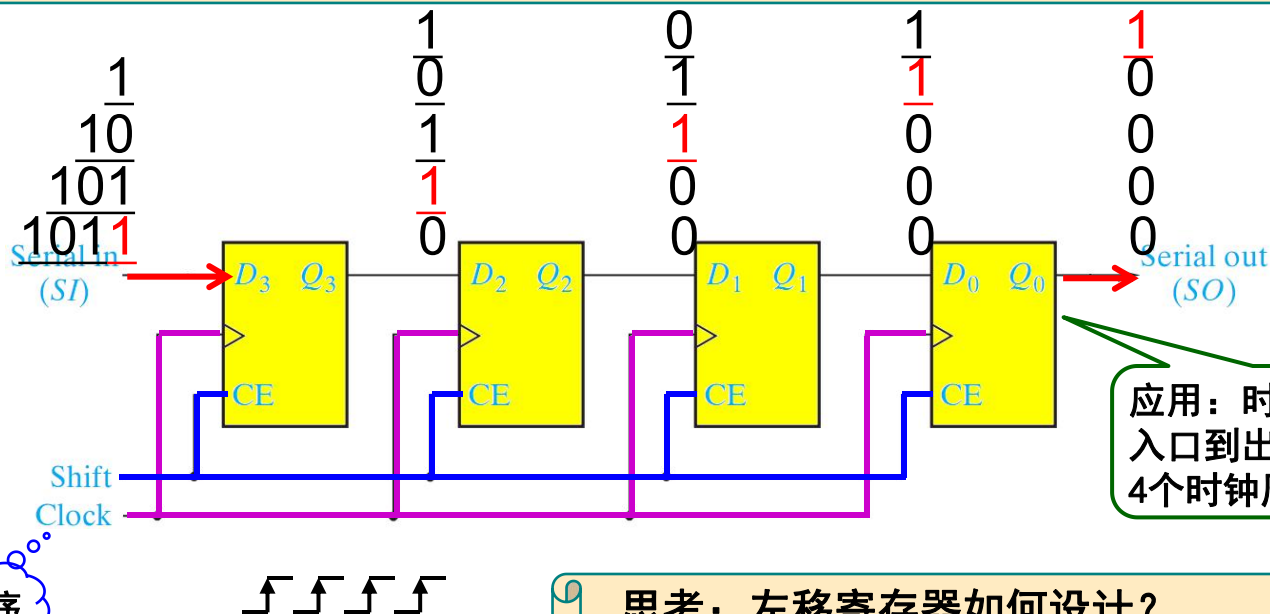 1 0 1 1
1 0 1 1 0
10 1 1 0 0
101 1 0 0 0
1011 0 0 0 0
Serial in
(SI)
D3 Q3
D2 Q2
D1 Q1
D0 Q0
Serial out
(SO)
CE
CE
CE
CE
Shift
Clock
应用：时
入口到出
4个时钟
序
思考：左移寄存器如何设计？